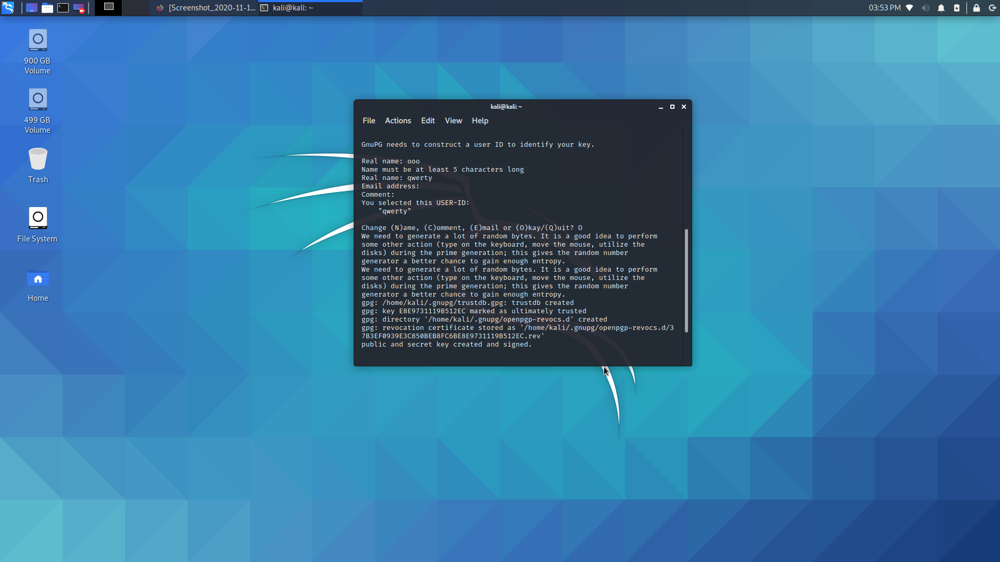 [Screenshot_2020-11-1...
kali@kali: ~
03:53 PM
900 GB
Volume
499 GB
Volume
Trash
File System
Home
kali@kali: ~
File Actions Edit View Help
GnuPG needs to construct a user ID to identify your key.
Real name: ooo
Name must be at least 5 characters long
Real name: qwerty
Email address:
Comment:
You selected this USER-ID:
"qwerty"
Change (N)ame, (C)omment, (E)mail or (O)kay/(Q)uit? O
We need to generate a lot of random bytes. It is a good idea to perform
some other action (type on the keyboard, move the mouse, utilize the
disks) during the prime generation; this gives the random number
generator a better chance to gain enough entropy.
We need to generate a lot of random bytes. It is a good idea to perform
some other action (type on the keyboard, move the mouse, utilize the
disks) during the prime generation; this gives the random number
generator a better chance to gain enough entropy.
gpg: /home/kali/.gnupg/trustdb.gpg: trustdb created
gpg: key E8E9731119B512EC marked as ultimately trusted
gpg: directory '/home/kali/.gnupg/openpgp-revocs.d' created
gpg: revocation certificate stored as '/home/kali/.gnupg/openpgp-revocs.d/3
7B3EF0939E3C850BEB8FC6BE8E9731119B512EC.rev'
public and secret key created and signed.